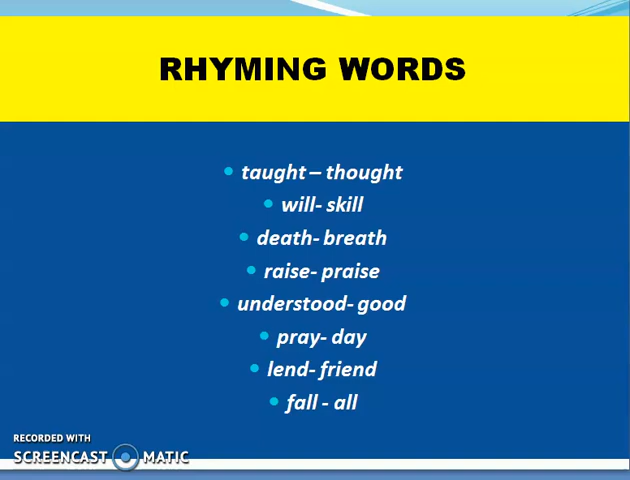 RHYMING WORDS
• taught – thought
• will- skill
• death- breath
• raise- praise
• understood- good
• pray- day
• lend- friend
• fall - all
RECORDED WITH
SCREENCAST MATIC